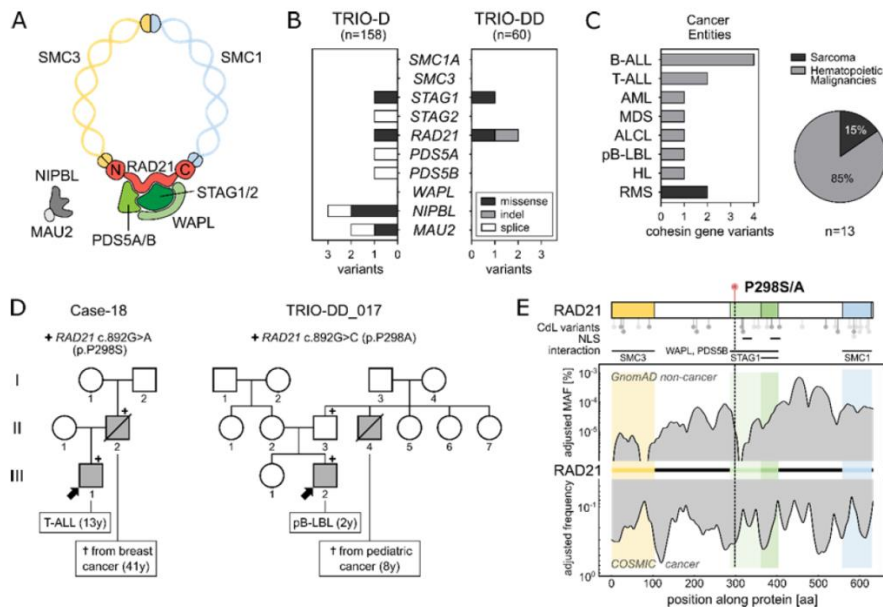 A
SMC3
SMC1
RAD21
N
C
NIPBL
MAU2
STAG1/2
WAPL
PDS5A/B
B
TRIO-D
(n=158)
TRIO-DD
(n=60)
SMC1A
SMC3
STAG1
STAG2
RAD21
PDS5A
PDS5B
WAPL
NIPBL
MAU2
missense
indel
splice
3 2 1 0
variants
0 1 2 3
variants
C
Cancer
Entities
B-ALL
T-ALL
AML
MDS
ALCL
pB-LBL
HL
RMS
0 1 2 3 4
cohesin gene variants
Sarcoma
Hematopoietic
Malignancies
15%
85%
n=13
D
Case-18
+ RAD21 c.892G>A
(p.P298S)
TRIO-DD_017
+ RAD21 c.892G>C (p.P298A)
I
1 2
3 4
II
1 2 +
1 2 3 + 4 5 6 7
III
1 +
1 2 +
T-ALL (13y)
† from breast
cancer (41y)
pB-LBL (2y)
† from pediatric
cancer (8y)
E
P298S/A
RAD21
CdL variants
NLS
interaction
SMC3
WAPL, PDS5B
STAG1
SMC1
adjusted MAF [%]
10-3
10-4
10-5
GnomAD non-cancer
RAD21
adjusted frequency
10-1
100
COSMIC cancer
0 100 200 300 400 500 600
position along protein [aa]